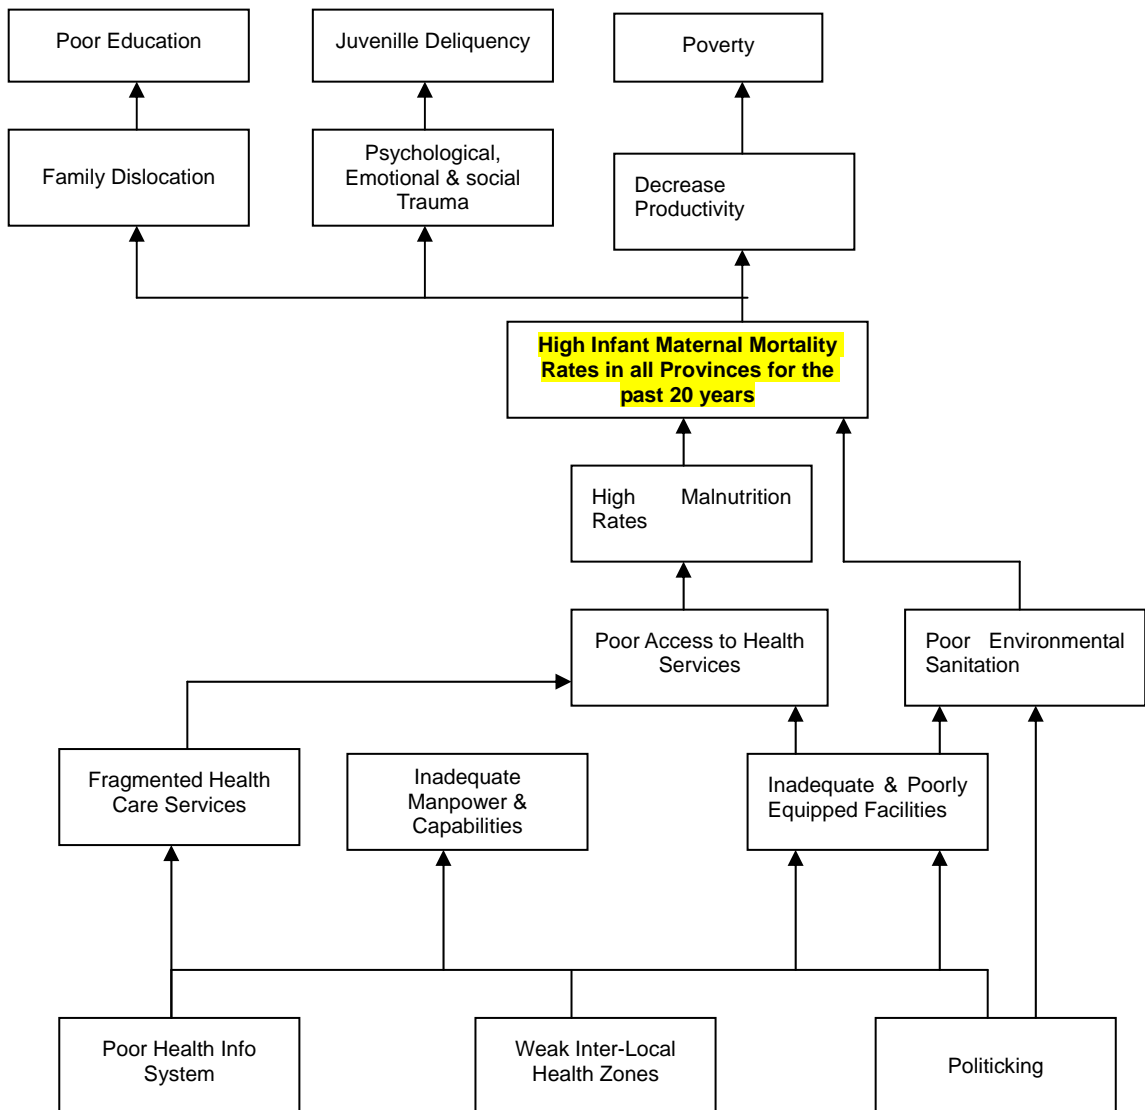 Poor Education
Juvenille Deliquency
Poverty
Family Dislocation
Psychological,
Emotional & social
Trauma
Decrease
Productivity
High Infant Maternal Mortality
Rates in all Provinces for the
past 20 years
High Malnutrition
Rates
Poor Access to Health
Services
Poor Environmental
Sanitation
Fragmented Health
Care Services
Inadequate
Manpower &
Capabilities
Inadequate & Poorly
Equipped Facilities
Poor Health Info
System
Weak Inter-Local
Health Zones
Politicking